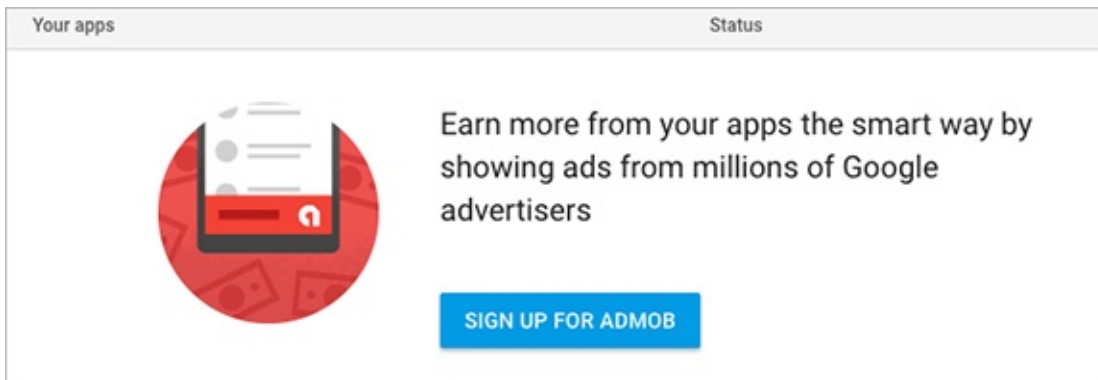 Your apps
Status
Earn more from your apps the smart way by
showing ads from millions of Google
advertisers
SIGN UP FOR ADMOB